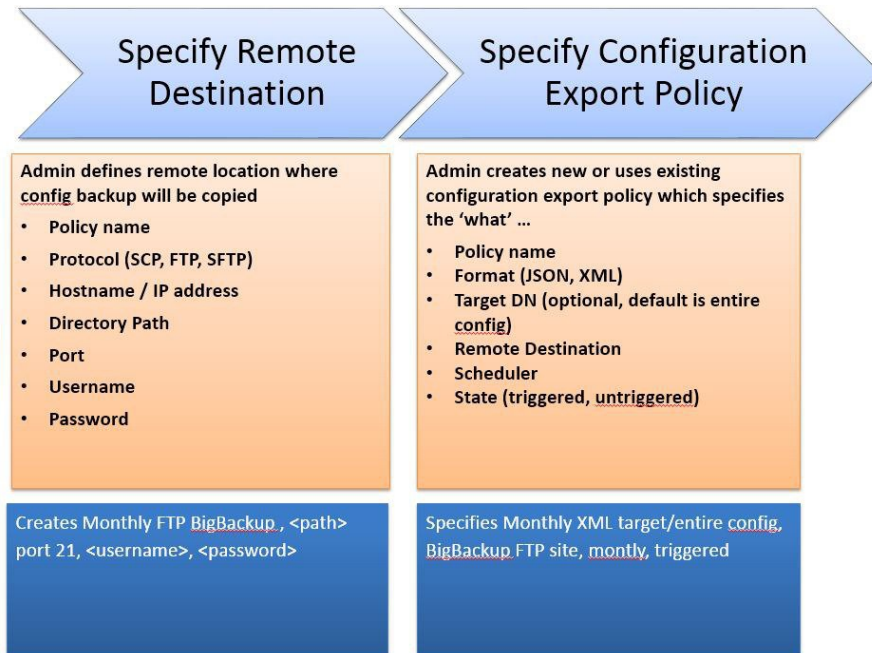 Specify Remote
Destination
Specify Configuration
Export Policy
Admin defines remote location where
config backup will be copied
• Policy name
• Protocol (SCP, FTP, SFTP)
• Hostname / IP address
• Directory Path
• Port
• Username
• Password
Admin creates new or uses existing
configuration export policy which specifies
the ‘what’ ...
• Policy name
• Format (JSON, XML)
• Target DN (optional, default is entire
config)
• Remote Destination
• Scheduler
• State (triggered, untriggered)
Creates Monthly FTP BigBackup , <path>
port 21, <username>, <password>
Specifies Monthly XML target/entire config,
BigBackup FTP site, montly, triggered